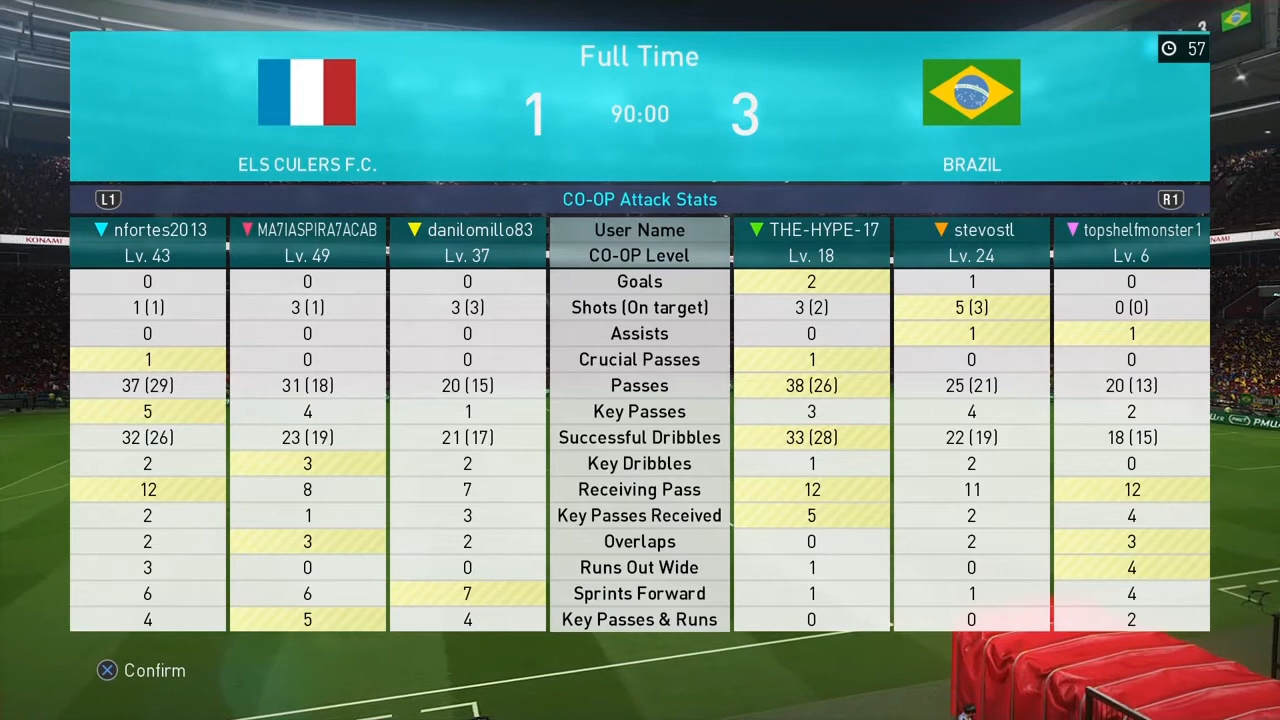 3
57
Full Time
1 90:00 3
ELS CULERS F.C. BRAZIL
L1 CO-OP Attack Stats R1
nfortes2013 MA7IASPIRA7ACAB danilomillo83 User Name THE-HYPE-17 stevostl topshelfmonster1
Lv. 43 Lv. 49 Lv. 37 CO-OP Level Lv. 18 Lv. 24 Lv. 6
0 0 0 Goals 2 1 0
1 (1) 3 (1) 3 (3) Shots (On target) 3 (2) 5 (3) 0 (0)
0 0 0 Assists 0 1 1
1 0 0 Crucial Passes 1 0 0
37 (29) 31 (18) 20 (15) Passes 38 (26) 25 (21) 20 (13)
5 4 1 Key Passes 3 4 2
32 (26) 23 (19) 21 (17) Successful Dribbles 33 (28) 22 (19) 18 (15)
2 3 2 Key Dribbles 1 2 0
12 8 7 Receiving Pass 12 11 12
2 1 3 Key Passes Received 5 2 4
2 3 2 Overlaps 0 2 3
3 0 0 Runs Out Wide 1 0 4
6 6 7 Sprints Forward 1 1 4
4 5 4 Key Passes & Runs 0 0 2
Confirm
KONAMI